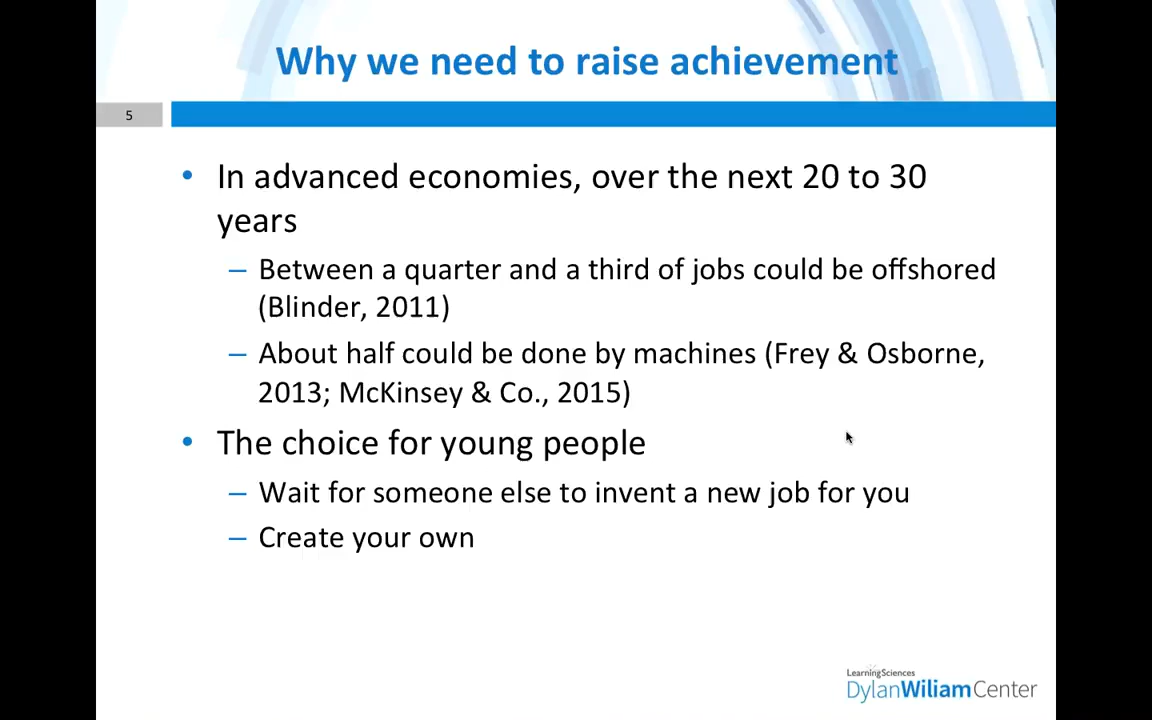 Why we need to raise achievement
5
• In advanced economies, over the next 20 to 30
years
– Between a quarter and a third of jobs could be offshored
(Blinder, 2011)
– About half could be done by machines (Frey & Osborne,
2013; McKinsey & Co., 2015)
• The choice for young people
– Wait for someone else to invent a new job for you
– Create your own
LearningSciences
DylanWiliamCenter